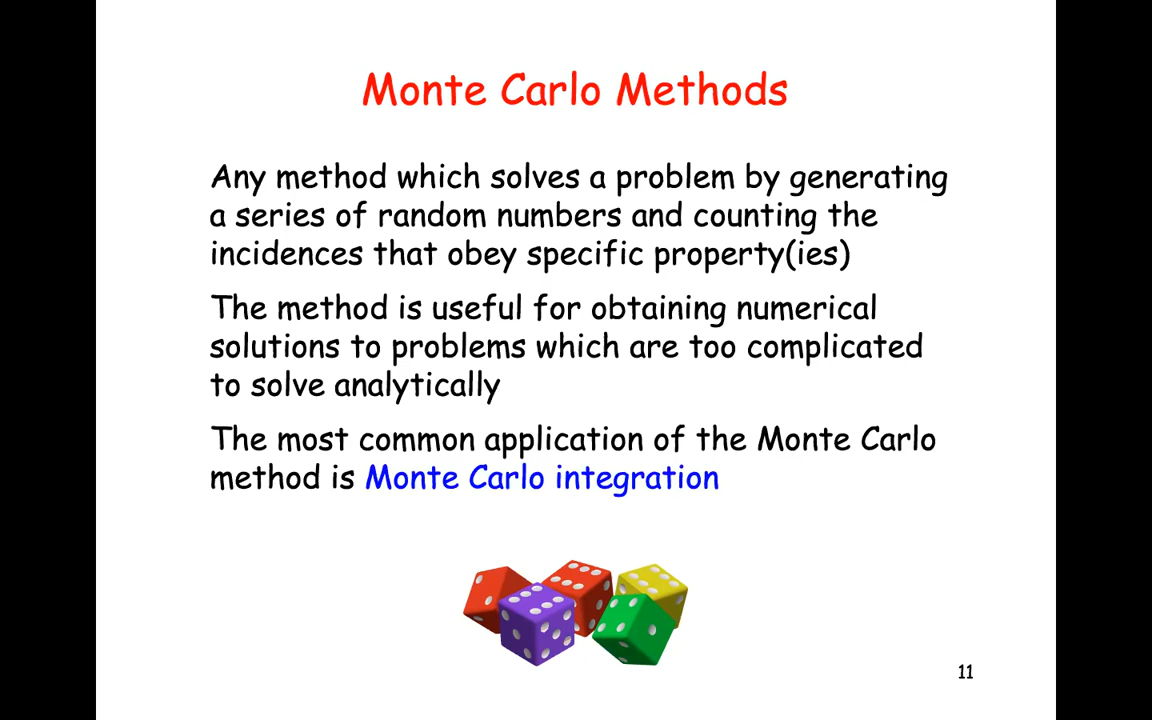 Monte Carlo Methods
Any method which solves a problem by generating
a series of random numbers and counting the
incidences that obey specific property(ies)
The method is useful for obtaining numerical
solutions to problems which are too complicated
to solve analytically
The most common application of the Monte Carlo
method is Monte Carlo integration
11